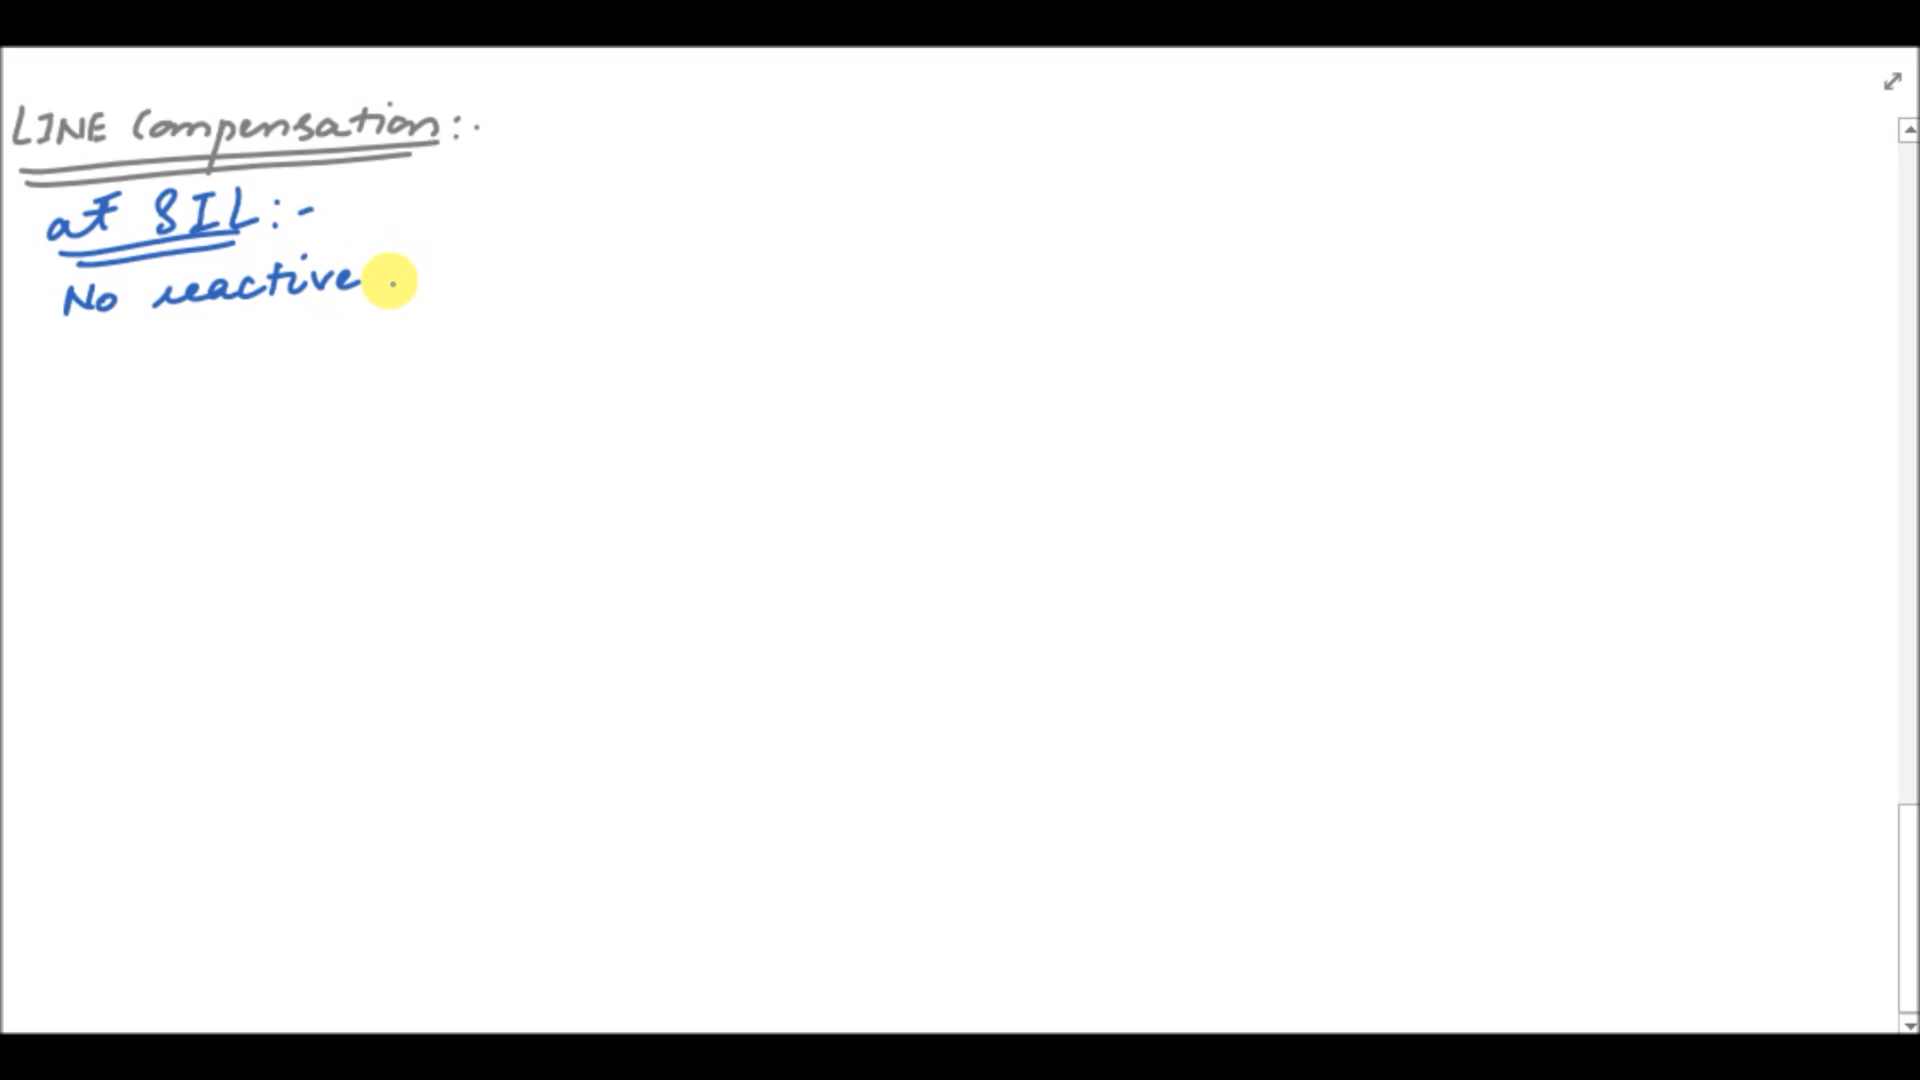 LINE Compensation:-
at SIL:-
No reactive